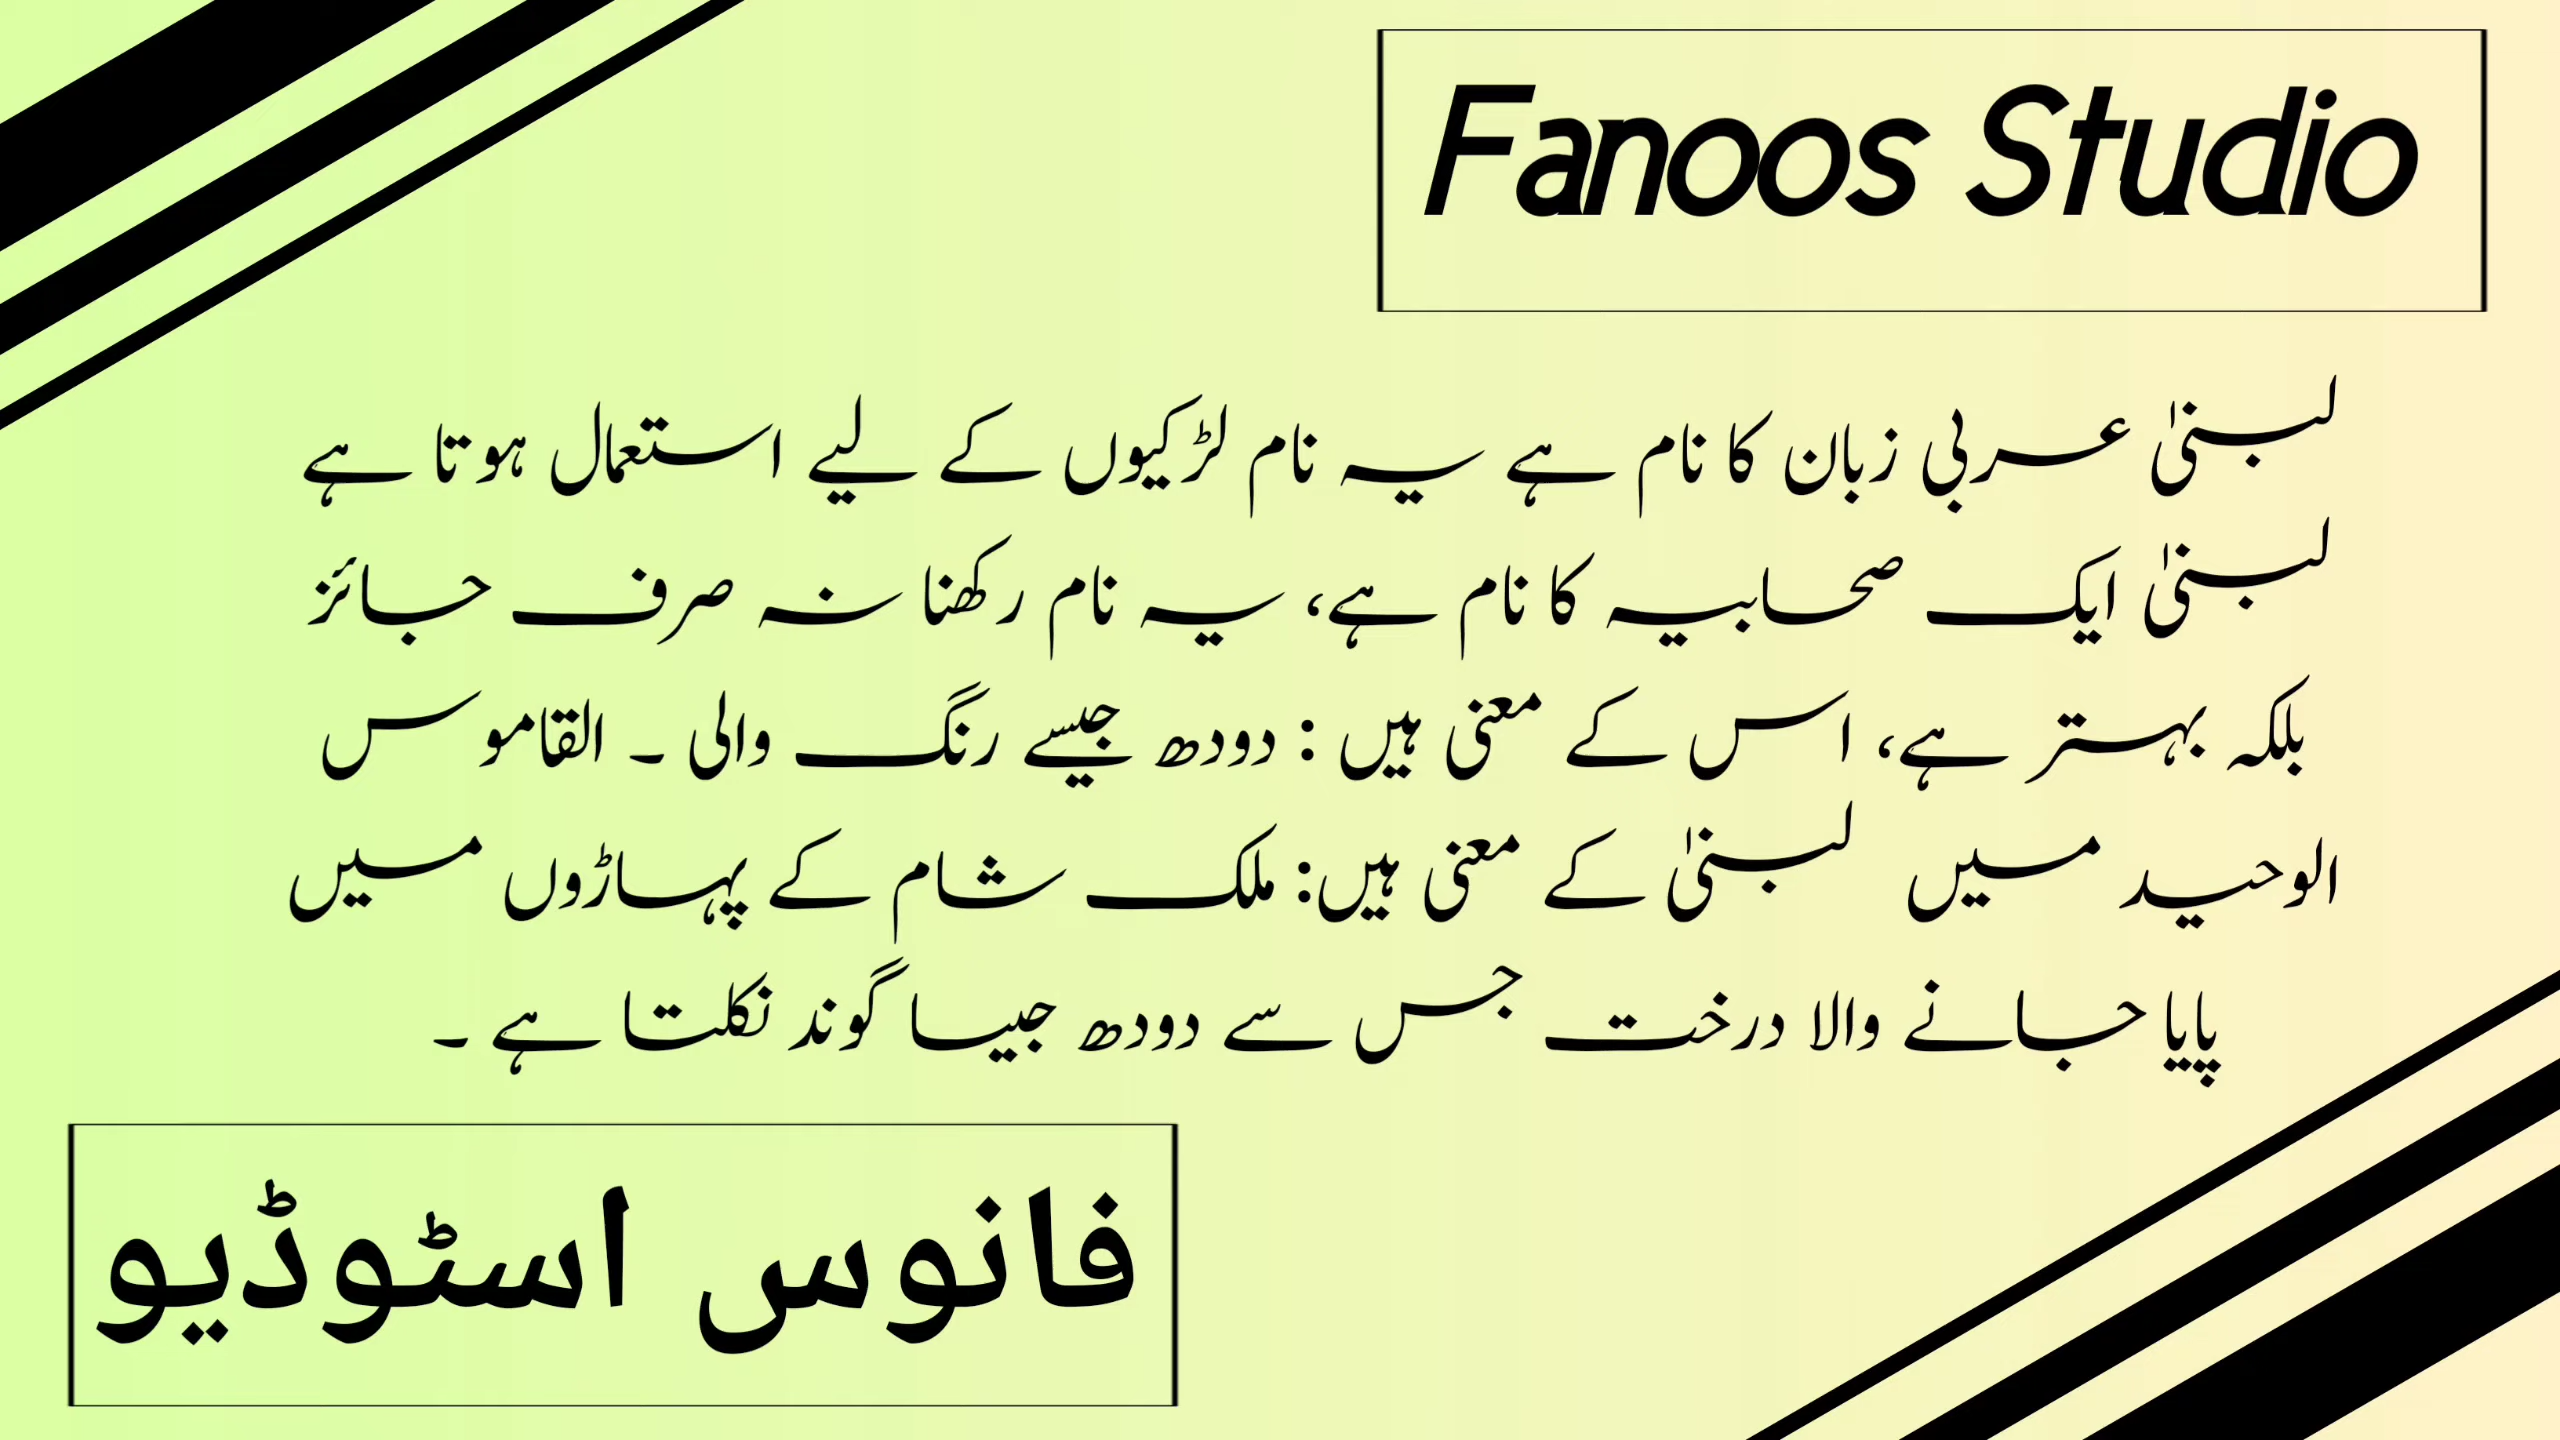 Fanoos Studio
لبنیٰ عربی زبان کا نام ہے یہ نام لڑکیوں کے لیے استعمال ہوتا ہے
لبنیٰ ایک صحابیہ کا نام ہے، یہ نام رکھنا نہ صرف جائز
بلکہ بہتر ہے، اس کے معنی ہیں : دودھ جیسے رنگ والی ۔ القاموس
الوحید میں لبنیٰ کے معنی ہیں: ملک شام کے پہاڑوں میں
پایا جانے والا درخت جس سے دودھ جیسا گوند نکلتا ہے ۔
فانوس اسٹوڈیو